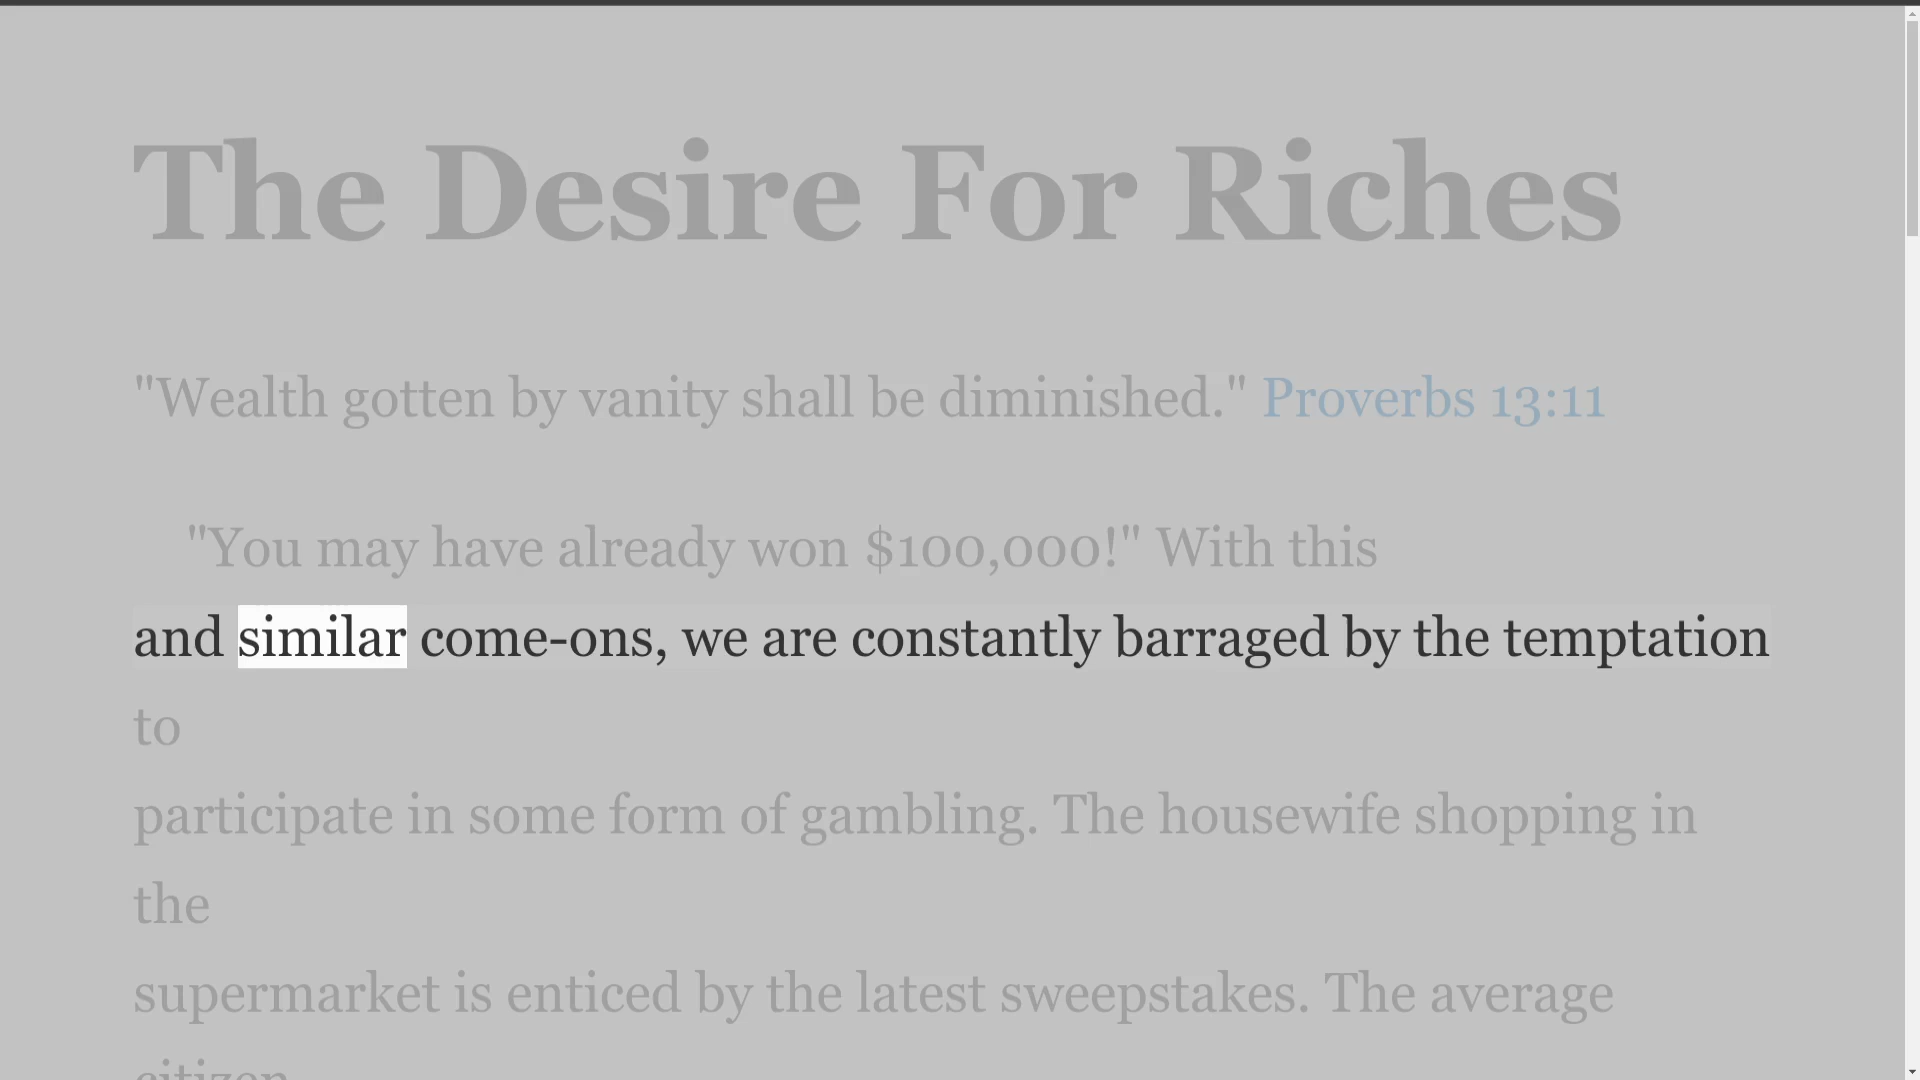 The Desire For Riches
"Wealth gotten by vanity shall be diminished." Proverbs 13:11
"You may have already won $100,000!" With this
and similar come-ons, we are constantly barraged by the temptation
to
participate in some form of gambling. The housewife shopping in
the
supermarket is enticed by the latest sweepstakes. The average
citizen